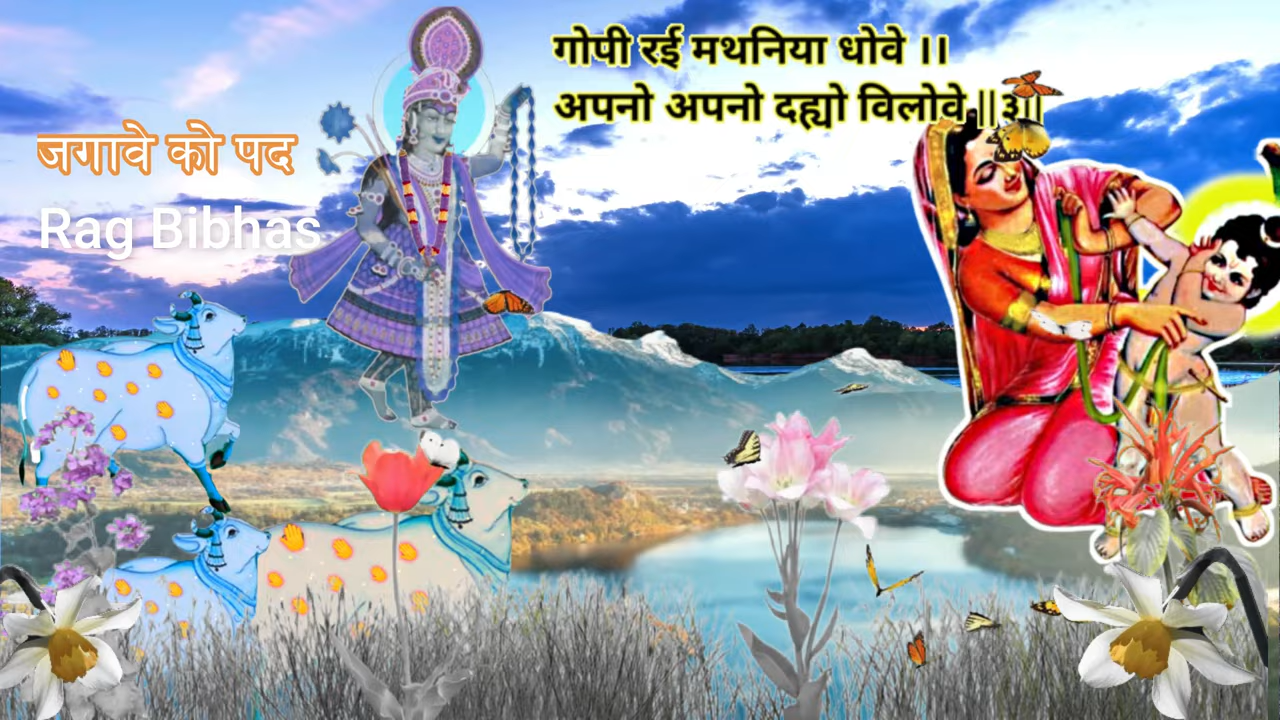 गोपी रई मथनिया धोवे ।।
अपनो अपनो दह्यो विलोवे ||३||
जगावे को पद
Rag Bibhas